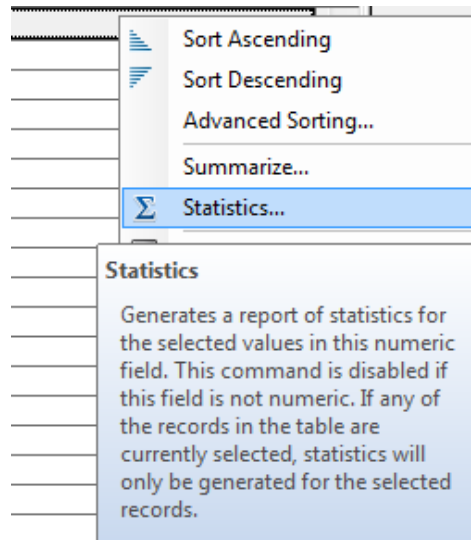 Sort Ascending
Sort Descending
Advanced Sorting...
Summarize...
Σ Statistics...
Statistics
Generates a report of statistics for
the selected values in this numeric
field. This command is disabled if
this field is not numeric. If any of
the records in the table are
currently selected, statistics will
only be generated for the selected
records.